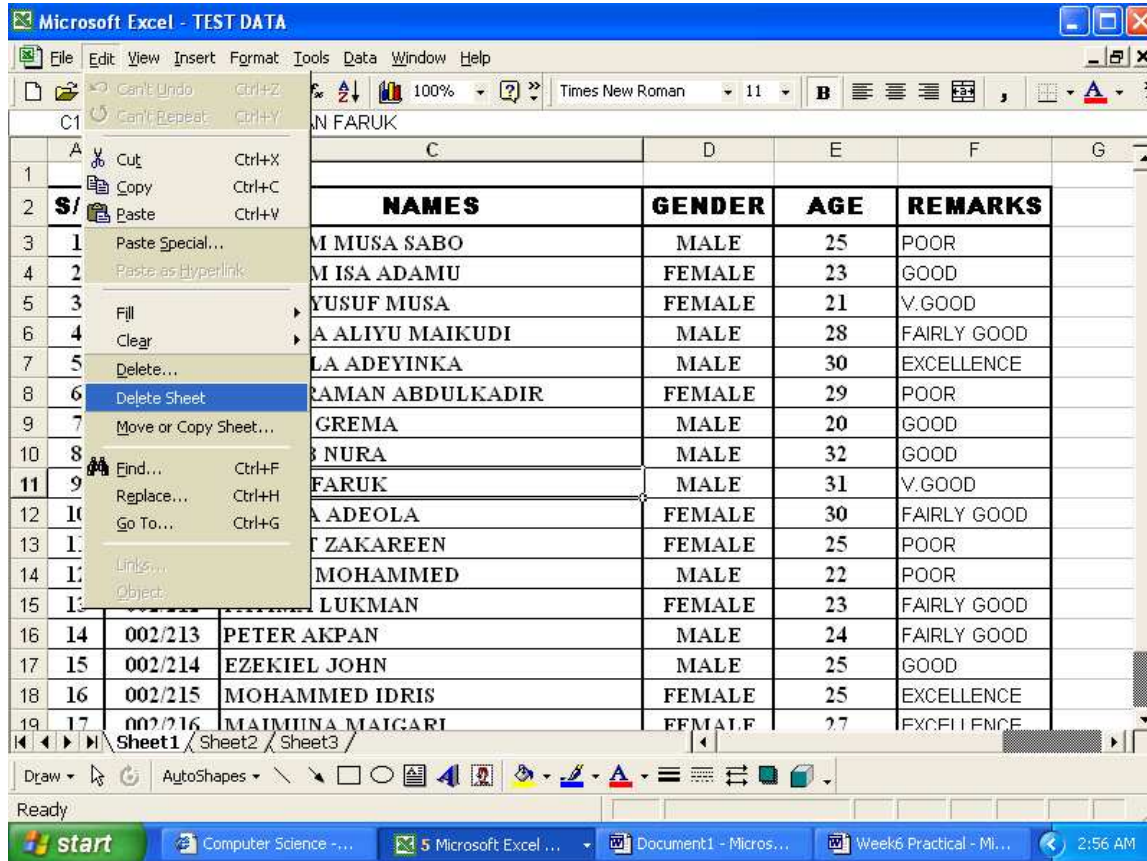 Microsoft Excel - TEST DATA
File Edit View Insert Format Tools Data Window Help
Can't Undo Ctrl+Z
100%
Times New Roman
11
B
Can't Repeat Ctrl+Y
C1
AN FARUK
A C D E F G
Cut Ctrl+X
Copy Ctrl+C
Paste Ctrl+V
Paste Special...
Paste as Hyperlink
Fill
Clear
Delete...
Delete Sheet
Move or Copy Sheet...
Find... Ctrl+F
Replace... Ctrl+H
Go To... Ctrl+G
Links...
Object
1
2 S/ NAMES GENDER AGE REMARKS
3 1 M MUSA SABO MALE 25 POOR
4 2 M ISA ADAMU FEMALE 23 GOOD
5 3 YUSUF MUSA FEMALE 21 V.GOOD
6 4 A ALIYU MAIKUDI MALE 28 FAIRLY GOOD
7 5 LA ADEYINKA MALE 30 EXCELLENCE
8 6 RAMAN ABDULKADIR FEMALE 29 POOR
9 7 GREMA MALE 20 GOOD
10 8 B NURA MALE 32 GOOD
11 9 FARUK MALE 31 V.GOOD
12 10 A ADEOLA FEMALE 30 FAIRLY GOOD
13 T ZAKAREEN FEMALE 25 POOR
14 MOHAMMED MALE 22 POOR
15 13 LUKMAN FEMALE 23 FAIRLY GOOD
16 14 002/213 PETER AKPAN MALE 24 FAIRLY GOOD
17 15 002/214 EZEKIEL JOHN MALE 25 GOOD
18 16 002/215 MOHAMMED IDRIS FEMALE 25 EXCELLENCE
19 17 002/216 MAIMUNA MAIGARI FEMALE 27 EXCELLENCE
Sheet1 Sheet2 Sheet3
Draw AutoShapes
Ready
start Computer Science -... 5 Microsoft Excel ... Document1 - Micros... Week6 Practical - Mi... 2:56 AM